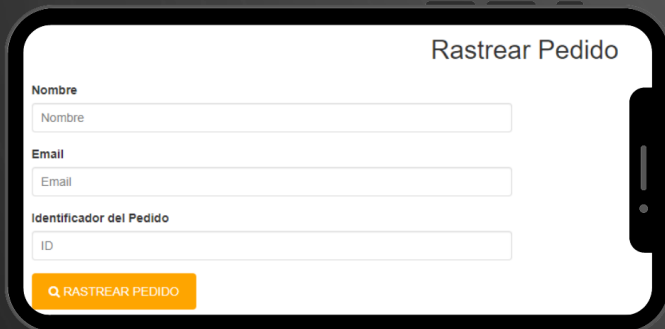 Rastrear Pedido
Nombre
Nombre
Email
Email
Identificador del Pedido
ID
RASTREAR PEDIDO